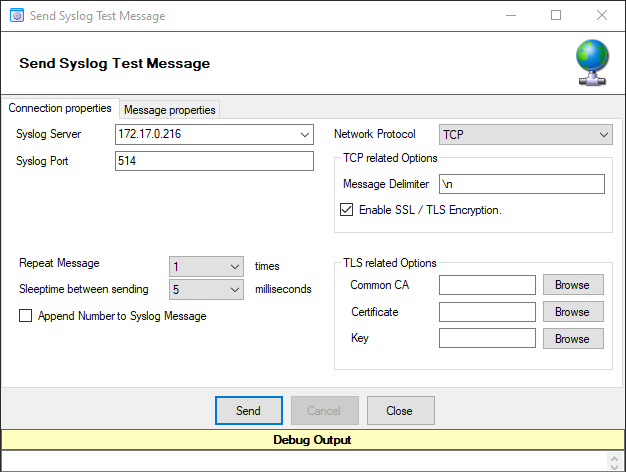 Send Syslog Test Message
Send Syslog Test Message
Connection properties Message properties
Syslog Server 172.17.0.216 Network Protocol TCP
Syslog Port 514 TCP related Options
Message Delimiter \n
Enable SSL / TLS Encryption.
Repeat Message 1 times TLS related Options
Sleeptime between sending 5 milliseconds Common CA Browse
Append Number to Syslog Message Certificate Browse
Key Browse
Send Cancel Close
Debug Output